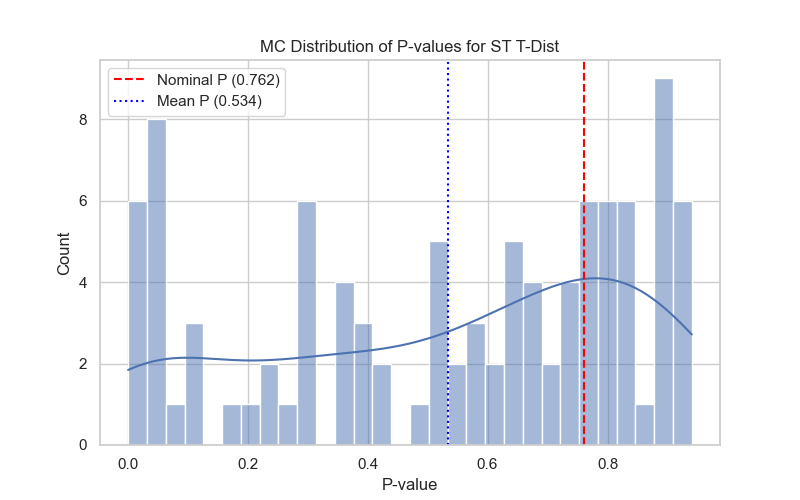 MC Distribution of P-values for ST T-Dist
Nominal P (0.762)
Mean P (0.534)
Count
8
6
4
2
0
0.0 0.2 0.4 0.6 0.8
P-value